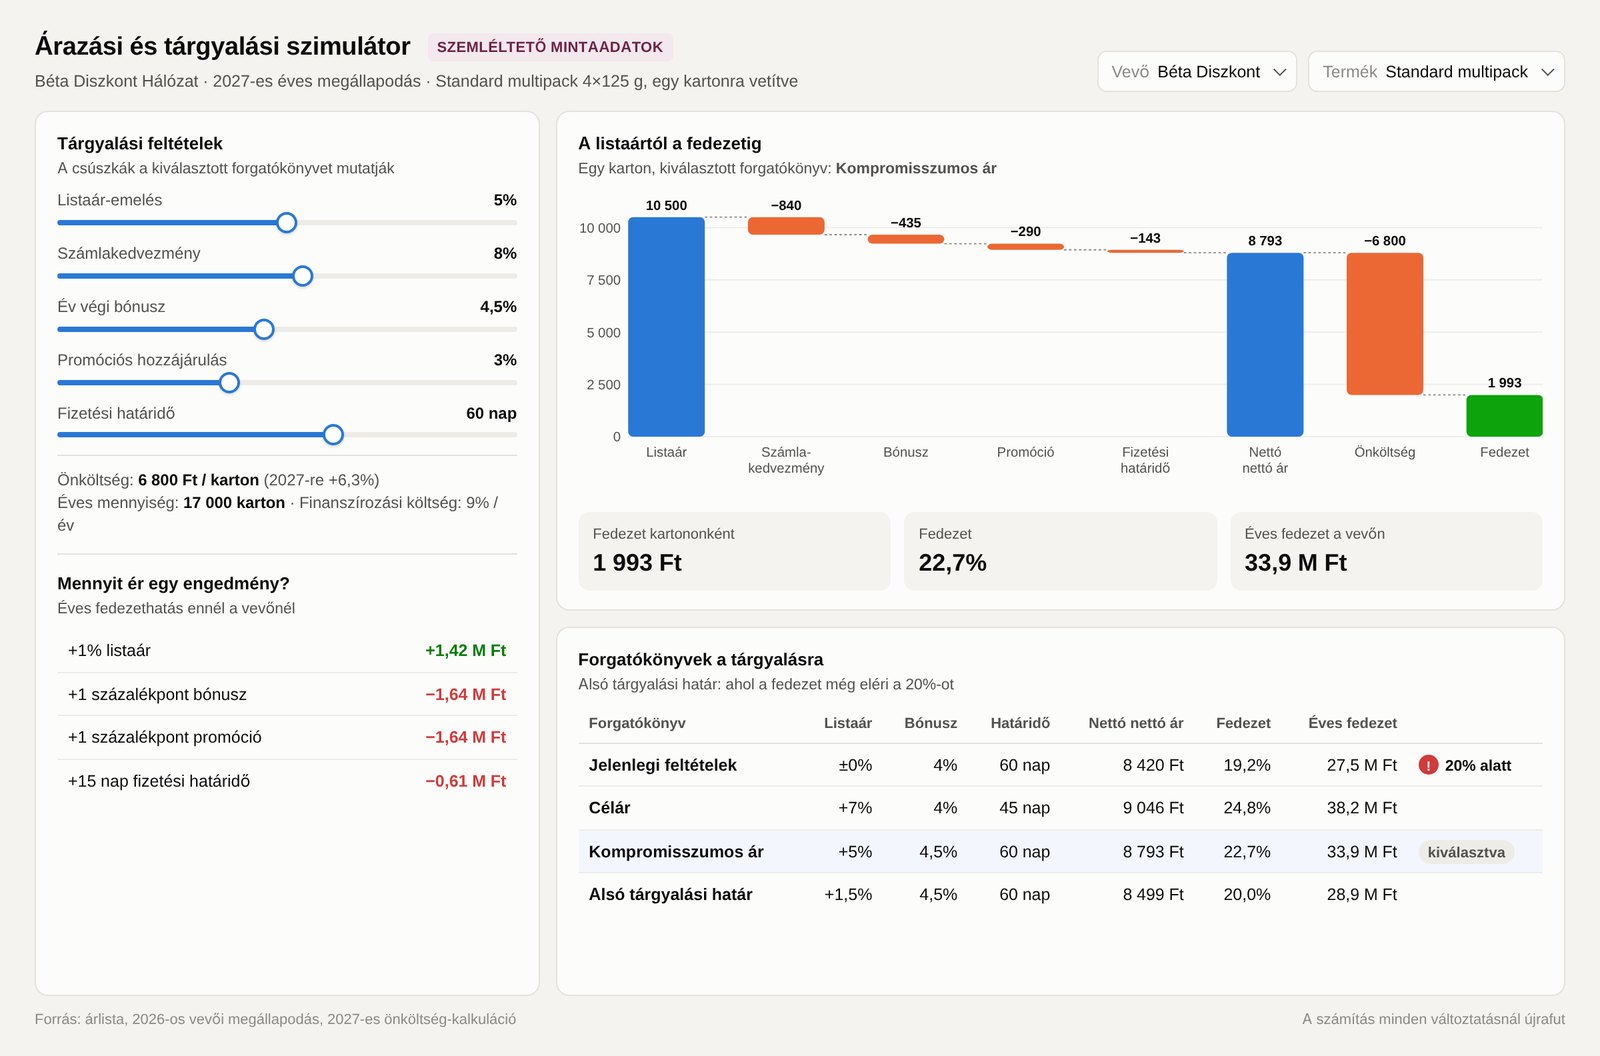 Árazási és tárgyalási szimulátor
SZEMLÉLTETŐ MINTAADATOK
Béta Diszkont Hálózat · 2027-es éves megállapodás · Standard multipack 4×125 g, egy kartonra vetítve
Vevő Béta Diszkont
Termék Standard multipack
Tárgyalási feltételek
A csúszkák a kiválasztott forgatókönyvet mutatják
Listaár-emelés 5%
Számlakedvezmény 8%
Év végi bónusz 4,5%
Promóciós hozzájárulás 3%
Fizetési határidő 60 nap
Önköltség: 6 800 Ft / karton (2027-re +6,3%)
Éves mennyiség: 17 000 karton · Finanszírozási költség: 9% /
év
Mennyit ér egy engedmény?
Éves fedezethatás ennél a vevőnél
+1% listaár +1,42 M Ft
+1 százalékpont bónusz −1,64 M Ft
+1 százalékpont promóció −1,64 M Ft
+15 nap fizetési határidő −0,61 M Ft
A listaártól a fedezetig
Egy karton, kiválasztott forgatókönyv: Kompromisszumos ár
10 500 −840 −435 −290 −143 8 793 −6 800 1 993
10 000
7 500
5 000
2 500
0
Listaár Számla- Bónusz Promóció Fizetési Nettó Önköltség Fedezet
kedvezmény határidő nettó ár
Fedezet kartononként Fedezet Éves fedezet a vevőn
1 993 Ft 22,7% 33,9 M Ft
Forgatókönyvek a tárgyalásra
Alsó tárgyalási határ: ahol a fedezet még eléri a 20%-ot
Forgatókönyv Listaár Bónusz Határidő Nettó nettó ár Fedezet Éves fedezet
Jelenlegi feltételek ±0% 4% 60 nap 8 420 Ft 19,2% 27,5 M Ft ! 20% alatt
Célár +7% 4% 45 nap 9 046 Ft 24,8% 38,2 M Ft
Kompromisszumos ár +5% 4,5% 60 nap 8 793 Ft 22,7% 33,9 M Ft kiválasztva
Alsó tárgyalási határ +1,5% 4,5% 60 nap 8 499 Ft 20,0% 28,9 M Ft
Forrás: árlista, 2026-os vevői megállapodás, 2027-es önköltség-kalkuláció
A számítás minden változtatásnál újrafut